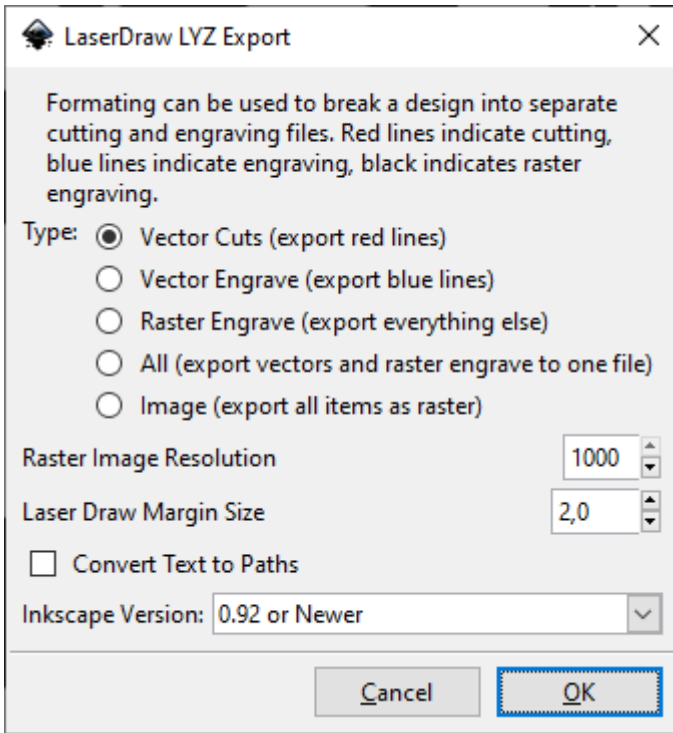 LaserDraw LYZ Export
Formating can be used to break a design into separate
cutting and engraving files. Red lines indicate cutting,
blue lines indicate engraving, black indicates raster
engraving.
Type: Vector Cuts (export red lines)
Vector Engrave (export blue lines)
Raster Engrave (export everything else)
All (export vectors and raster engrave to one file)
Image (export all items as raster)
Raster Image Resolution 1000
Laser Draw Margin Size 2,0
Convert Text to Paths
Inkscape Version: 0.92 or Newer
Cancel OK